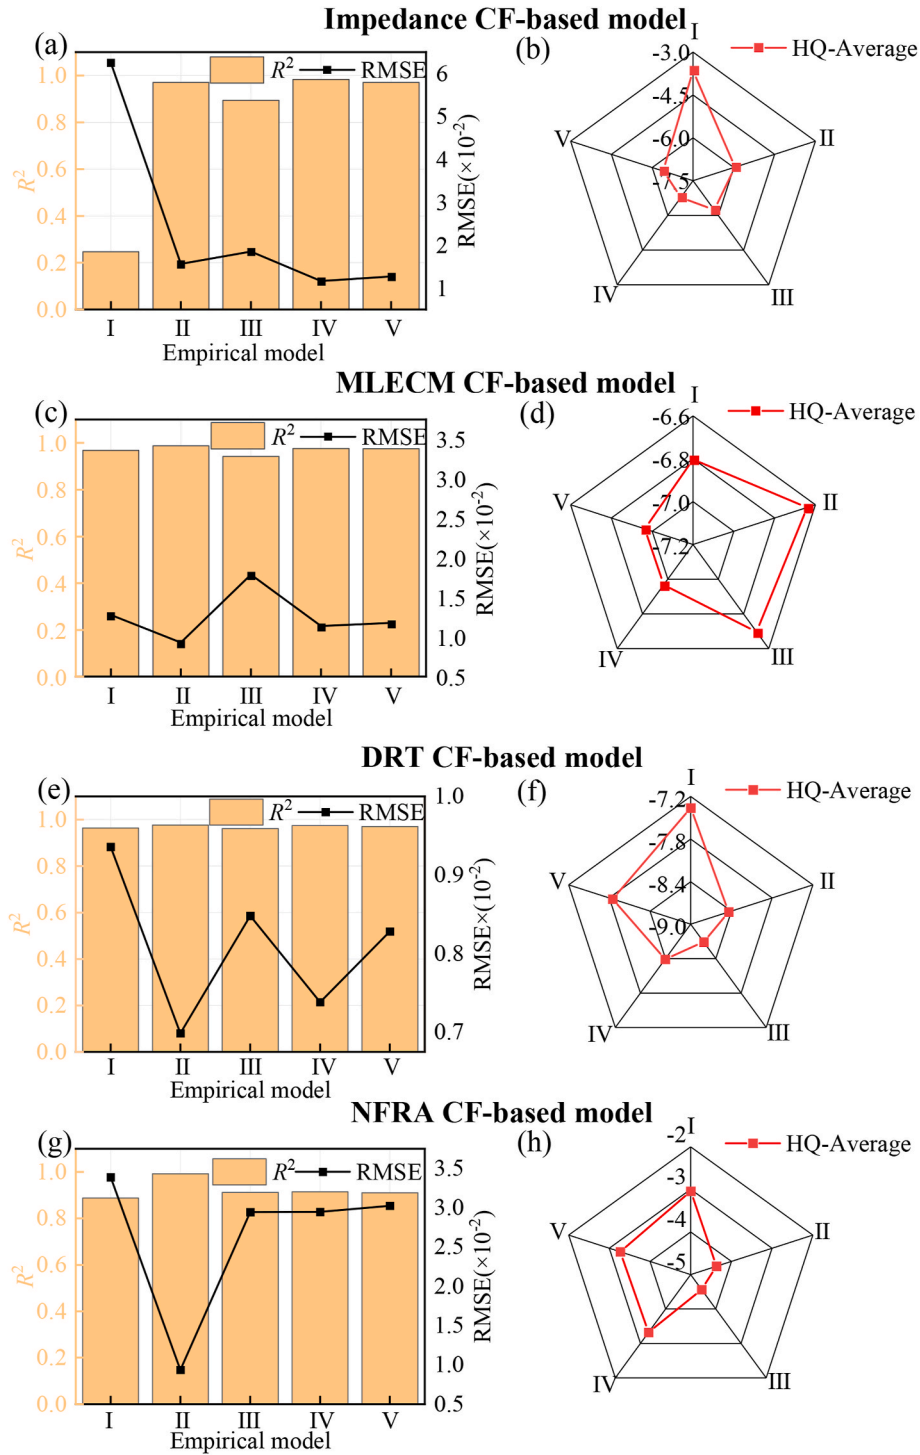 Impedance CF-based model
(a)
R² RMSE
1.0
0.8
0.6
0.4
0.2
0.0
R²
6
5
4
3
2
1
RMSE(×10⁻²)
I II III IV V
Empirical model
(b)
HQ-Average
I
-3.0
-4.5
-6.0
-7.5
II
III
IV
V
MLECM CF-based model
(c)
R² RMSE
1.0
0.8
0.6
0.4
0.2
0.0
R²
3.5
3.0
2.5
2.0
1.5
1.0
0.5
RMSE(×10⁻²)
I II III IV V
Empirical model
(d)
HQ-Average
I
-6.6
-6.8
-7.0
-7.2
II
III
IV
V
DRT CF-based model
(e)
R² RMSE
1.0
0.8
0.6
0.4
0.2
0.0
R²
1.0
0.9
0.8
0.7
RMSE×(10⁻²)
I II III IV V
Empirical model
(f)
HQ-Average
I
-7.2
-7.8
-8.4
-9.0
II
III
IV
V
NFRA CF-based model
(g)
R² RMSE
1.0
0.8
0.6
0.4
0.2
0.0
R²
3.5
3.0
2.5
2.0
1.5
1.0
0.5
RMSE(×10⁻²)
I II III IV V
Empirical model
(h)
HQ-Average
I
-2
-3
-4
-5
II
III
IV
V